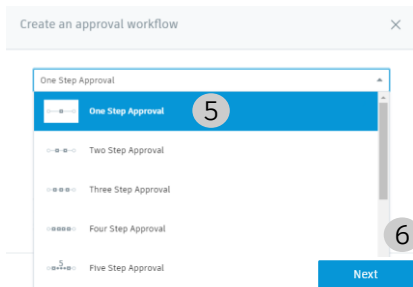 Create an approval workflow
One Step Approval
One Step Approval
5
Two Step Approval
Three Step Approval
Four Step Approval
6
5
Five Step Approval
Next